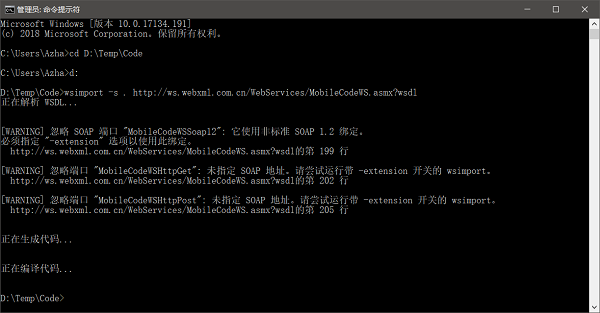 管理员: 命令提示符
Microsoft Windows [版本 10.0.17134.191]
(c) 2018 Microsoft Corporation。保留所有权利。
C:\Users\Azha>cd D:\Temp\Code
C:\Users\Azha>d:
D:\Temp\Code>wsimport -s . http://ws.webxml.com.cn/WebServices/MobileCodeWS.asmx?wsdl
正在解析 WSDL...
[WARNING] 忽略 SOAP 端口 "MobileCodeWSSoap12": 它使用非标准 SOAP 1.2 绑定。
必须指定 "-extension" 选项以使用此绑定。
http://ws.webxml.com.cn/WebServices/MobileCodeWS.asmx?wsdl的第 199 行
[WARNING] 忽略端口 "MobileCodeWSHttpGet": 未指定 SOAP 地址。请尝试运行带 -extension 开关的 wsimport。
http://ws.webxml.com.cn/WebServices/MobileCodeWS.asmx?wsdl的第 202 行
[WARNING] 忽略端口 "MobileCodeWSHttpPost": 未指定 SOAP 地址。请尝试运行带 -extension 开关的 wsimport。
http://ws.webxml.com.cn/WebServices/MobileCodeWS.asmx?wsdl的第 205 行
正在生成代码...
正在编译代码...
D:\Temp\Code>